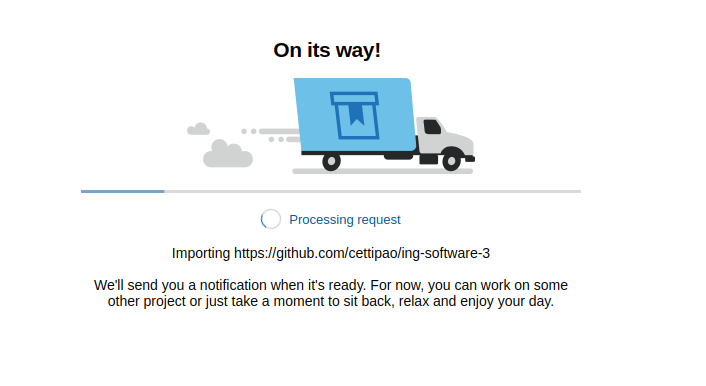 On its way!
Processing request
Importing https://github.com/cettipao/ing-software-3
We'll send you a notification when it's ready. For now, you can work on some
other project or just take a moment to sit back, relax and enjoy your day.